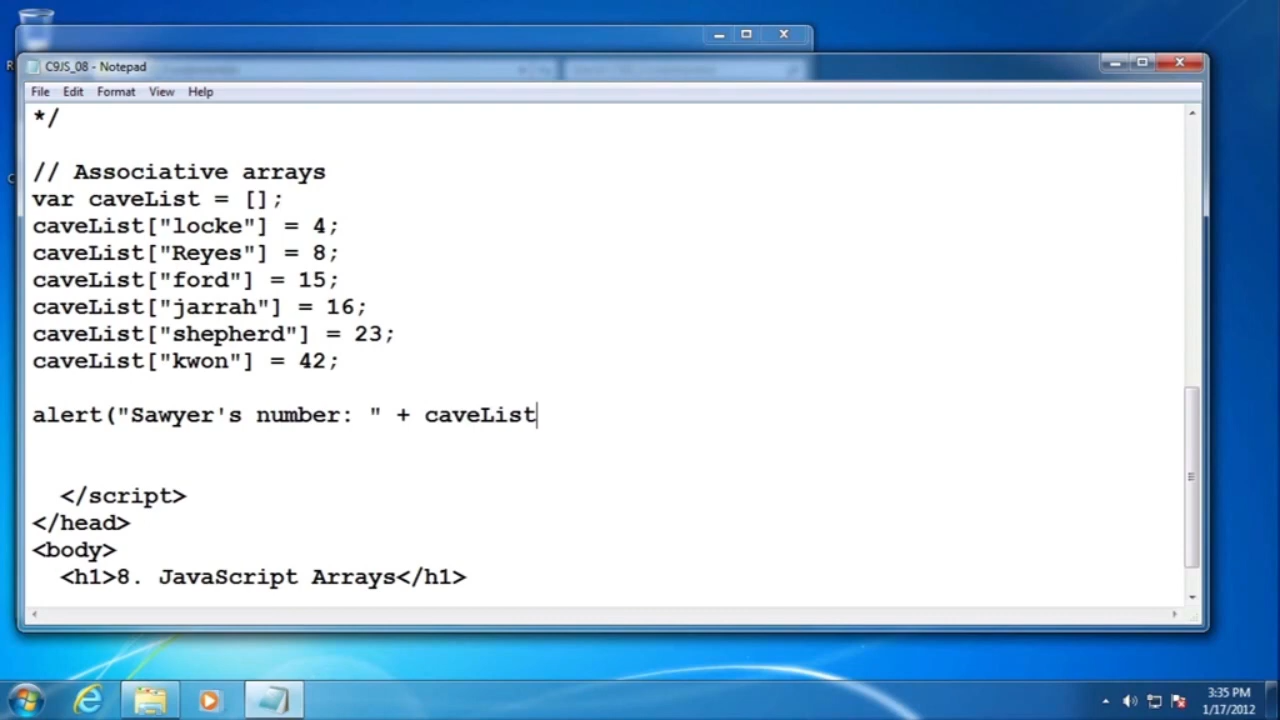 C9JS_08 - Notepad
File Edit Format View Help
*/
// Associative arrays
var caveList = [];
caveList["locke"] = 4;
caveList["Reyes"] = 8;
caveList["ford"] = 15;
caveList["jarrah"] = 16;
caveList["shepherd"] = 23;
caveList["kwon"] = 42;
alert("Sawyer's number: " + caveList
</script>
</head>
<body>
<h1>8. JavaScript Arrays</h1>
3:35 PM
1/17/2012